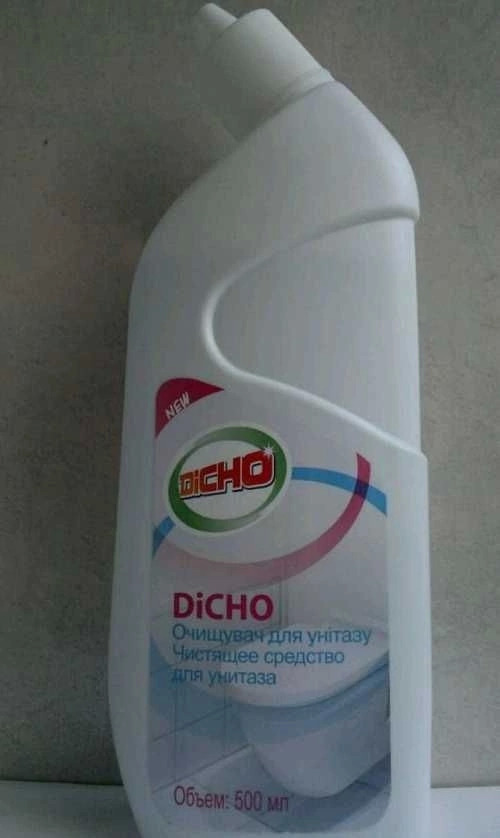 NEW
DiCHO
DiCHO
Очищувач для унітазу
Чистящее средство
для унитаза
Объем: 500 мл